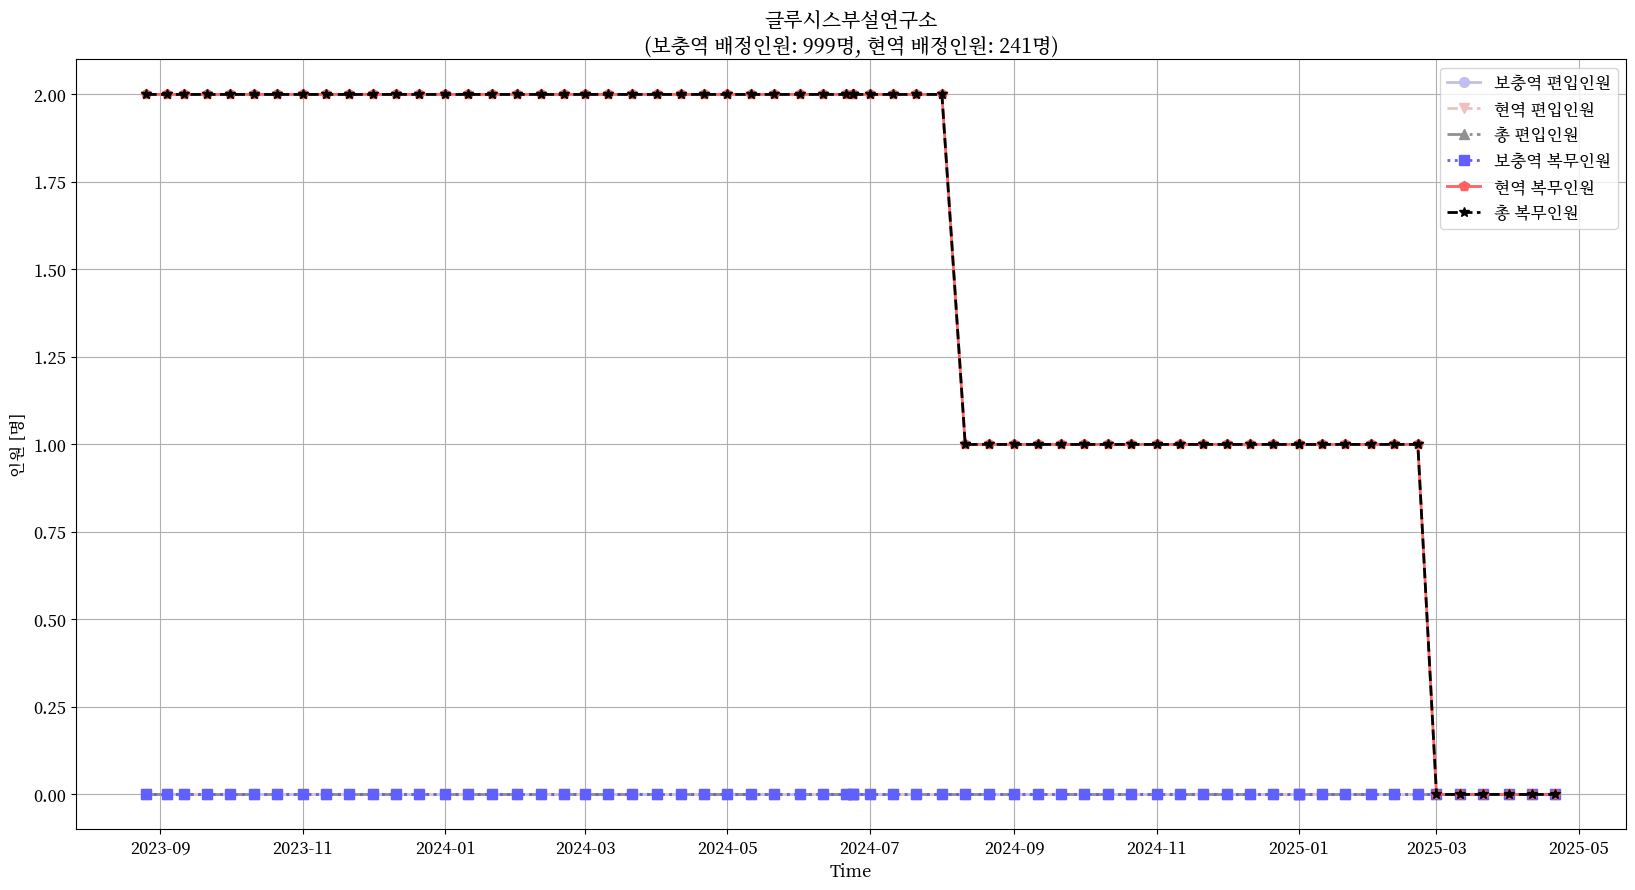 글루시스부설연구소
(보충역 배정인원: 999명, 현역 배정인원: 241명)
보충역 편입인원
현역 편입인원
총 편입인원
보충역 복무인원
현역 복무인원
총 복무인원
인원 [명]
2.00
1.75
1.50
1.25
1.00
0.75
0.50
0.25
0.00
2023-09 2023-11 2024-01 2024-03 2024-05 2024-07 2024-09 2024-11 2025-01 2025-03 2025-05
Time